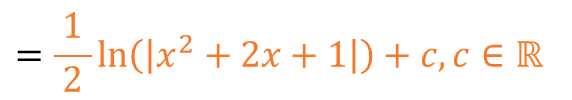 = 1/2 ln(|x² + 2x + 1|) + c, c ∈ ℝ